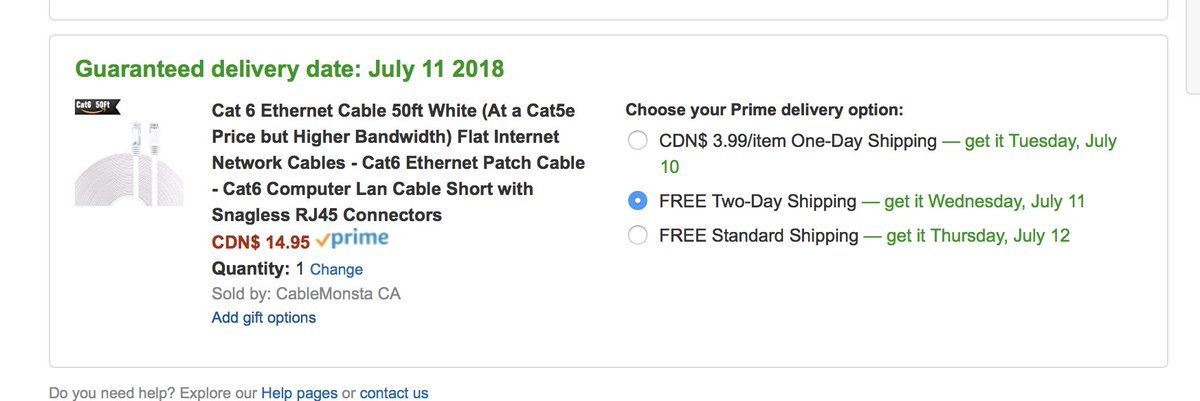 Guaranteed delivery date: July 11 2018
Cat6 50Ft
Cat 6 Ethernet Cable 50ft White (At a Cat5e
Price but Higher Bandwidth) Flat Internet
Network Cables - Cat6 Ethernet Patch Cable
- Cat6 Computer Lan Cable Short with
Snagless RJ45 Connectors
CDN$ 14.95 prime
Quantity: 1 Change
Sold by: CableMonsta CA
Add gift options
Choose your Prime delivery option:
CDN$ 3.99/item One-Day Shipping — get it Tuesday, July
10
FREE Two-Day Shipping — get it Wednesday, July 11
FREE Standard Shipping — get it Thursday, July 12
Do you need help? Explore our Help pages or contact us